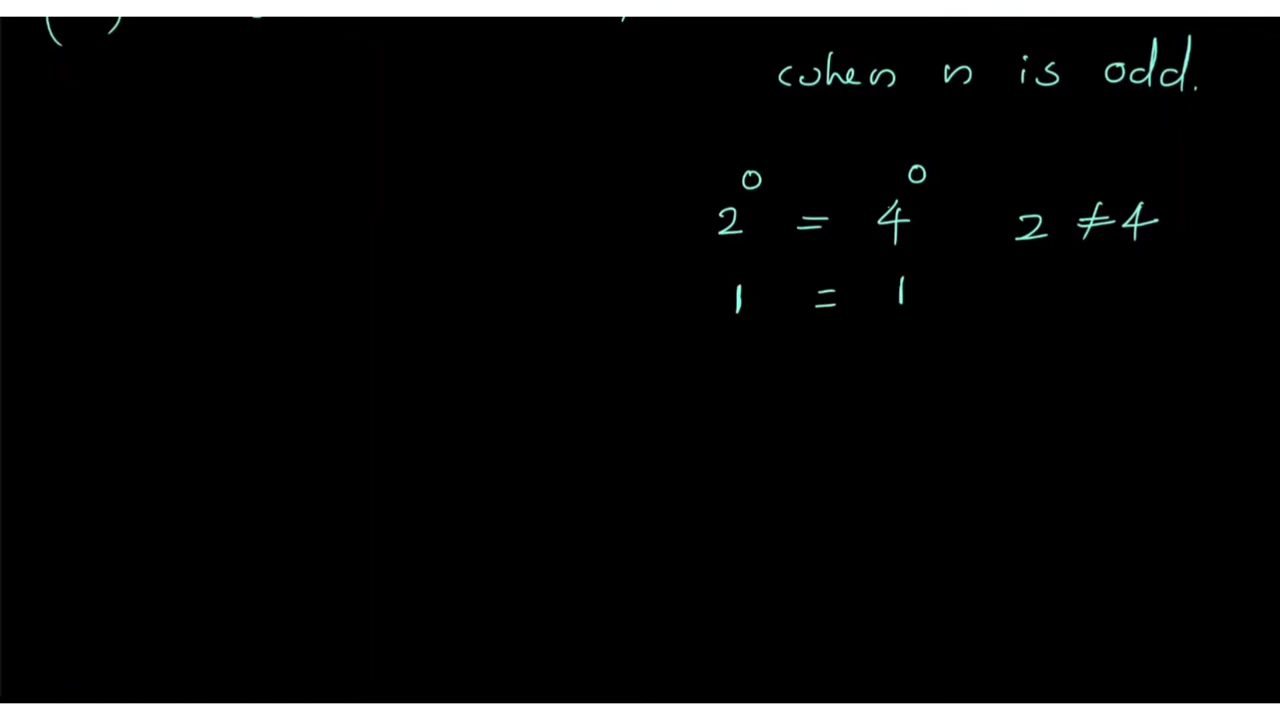 when n is odd.
2⁰ = 4⁰ 2 ≠ 4
1 = 1